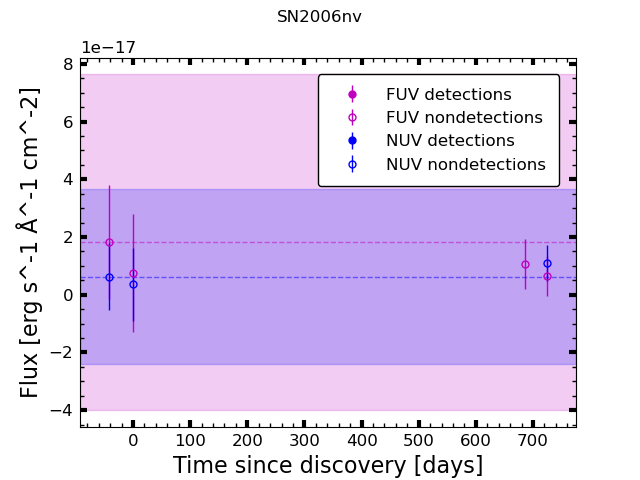 SN2006nv
1e−17
8
6
4
2
0
−2
−4
Flux [erg s^-1 Å^-1 cm^-2]
FUV detections
FUV nondetections
NUV detections
NUV nondetections
0 100 200 300 400 500 600 700
Time since discovery [days]